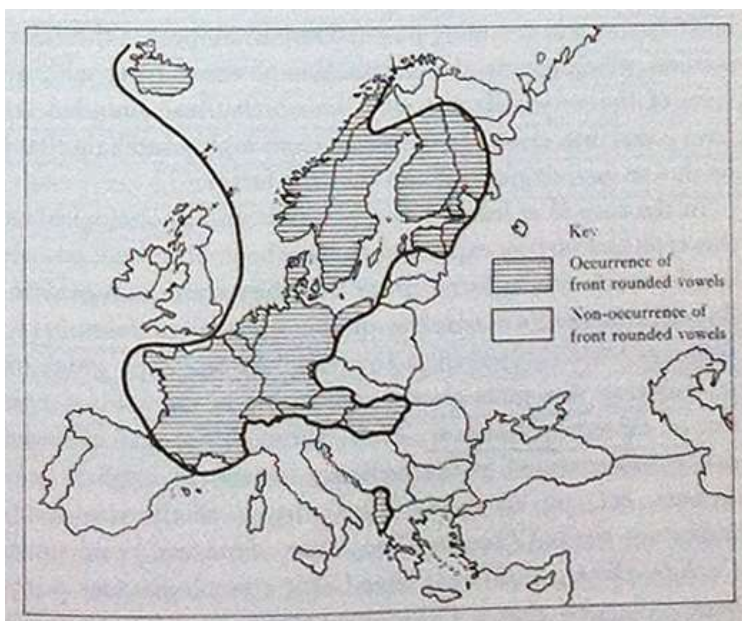 Key
Occurrence of
front rounded vowels
Non-occurrence of
front rounded vowels